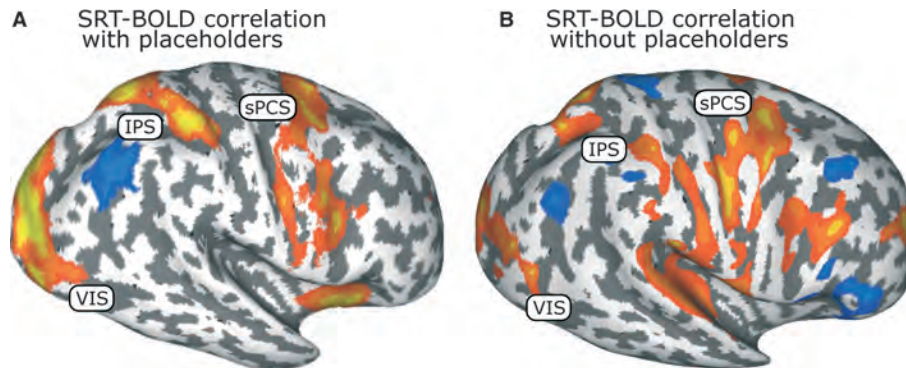 A
SRT-BOLD correlation
with placeholders
IPS
sPCS
VIS
B
SRT-BOLD correlation
without placeholders
sPCS
IPS
VIS